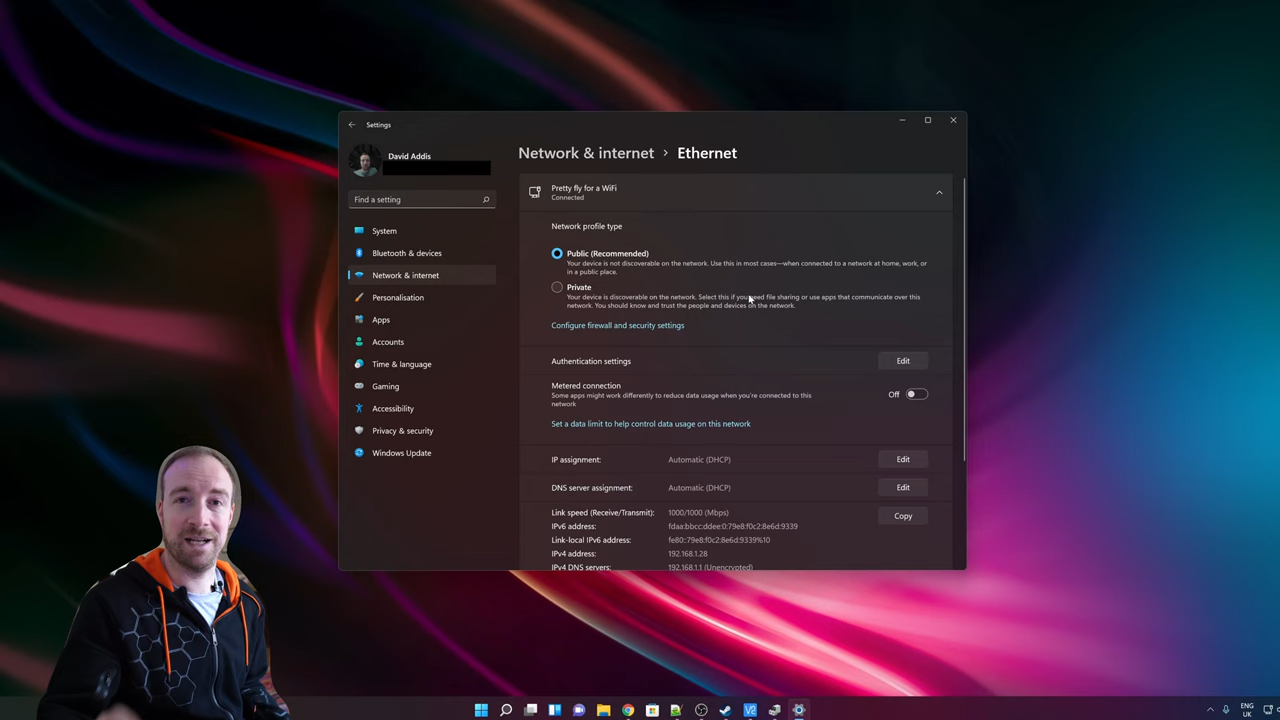 Settings
David Addis
Find a setting
System
Bluetooth & devices
Network & internet
Personalisation
Apps
Accounts
Time & language
Gaming
Accessibility
Privacy & security
Windows Update
Network & internet › Ethernet
Pretty fly for a WiFi
Connected
Network profile type
Public (Recommended)
Your device is not discoverable on the network. Use this in most cases—when connected to a network at home, work, or
in a public place.
Private
Your device is discoverable on the network. Select this if you need file sharing or use apps that communicate over this
network. You should know and trust the people and devices on the network.
Configure firewall and security settings
Authentication settings Edit
Metered connection
Some apps might work differently to reduce data usage when you're connected to this
network
Off
Set a data limit to help control data usage on this network
IP assignment: Automatic (DHCP) Edit
DNS server assignment: Automatic (DHCP) Edit
Link speed (Receive/Transmit): 1000/1000 (Mbps) Copy
IPv6 address: fdaa:bbcc:ddee:0:79e8:f0c2:8e6d:9339
Link-local IPv6 address: fe80::79e8:f0c2:8e6d:9339%10
IPv4 address: 192.168.1.28
IPv4 DNS servers: 192.168.1.1 (Unencrypted)
ENG
UK